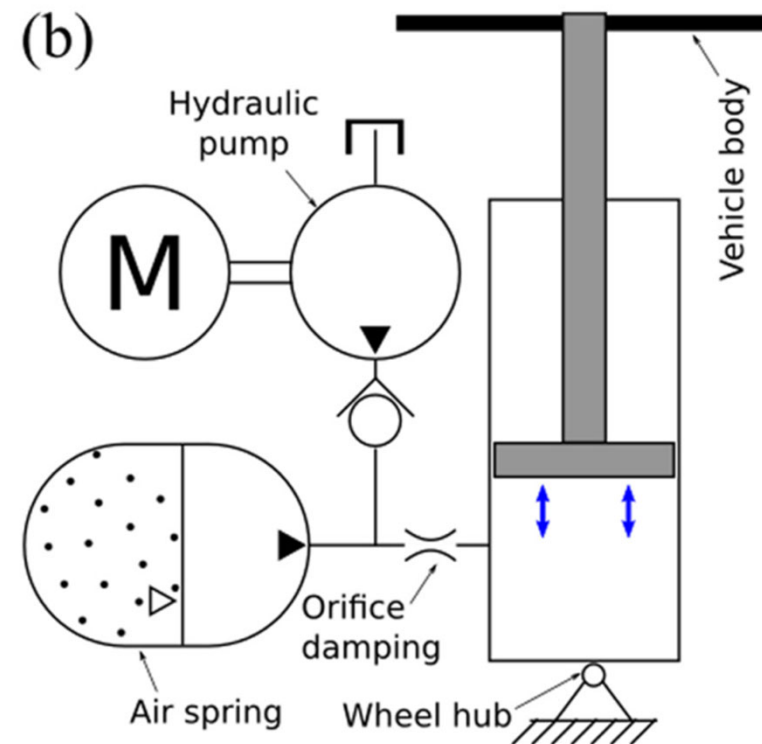 (b)
Hydraulic
pump
Vehicle body
M
Orifice
damping
Air spring
Wheel hub